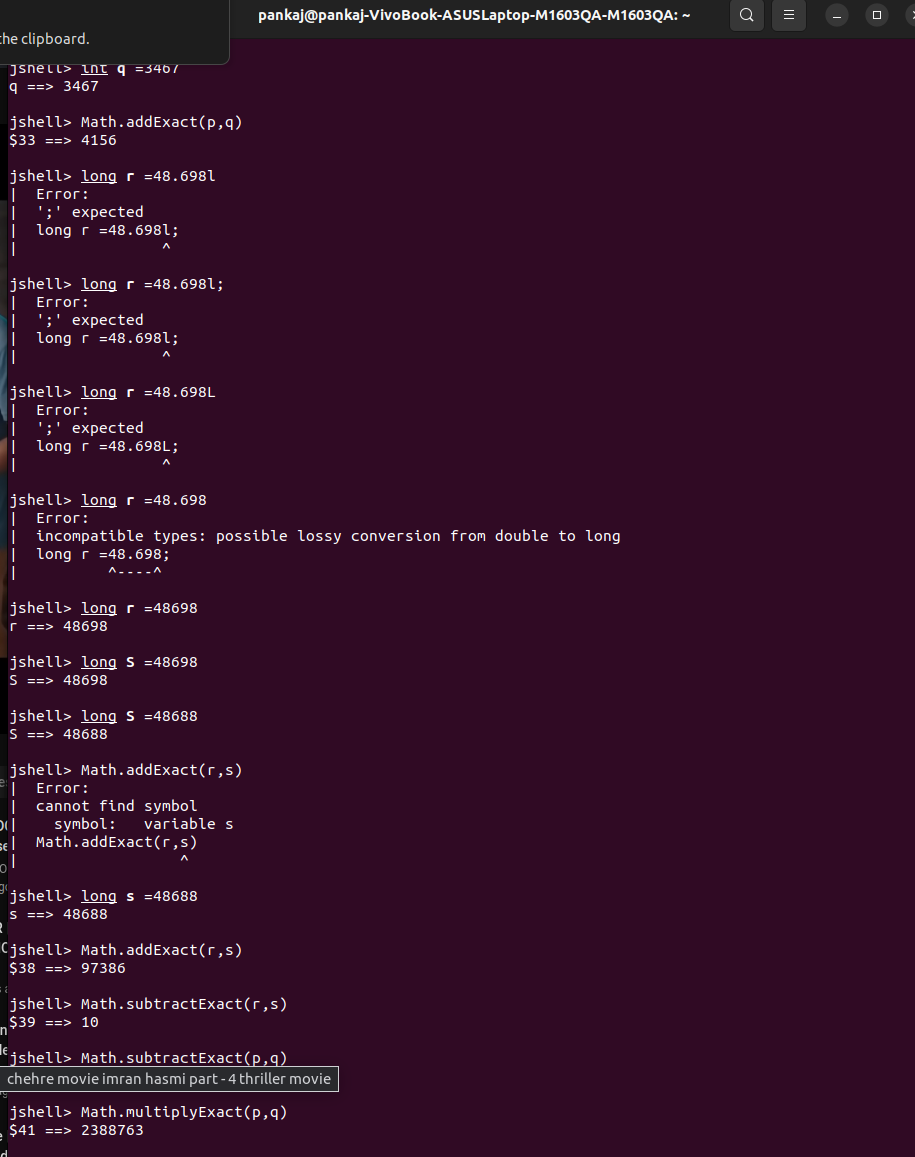 pankaj@pankaj-VivoBook-ASUSLaptop-M1603QA-M1603QA: ~
the clipboard.
jshell> int q =3467
q ==> 3467
jshell> Math.addExact(p,q)
$33 ==> 4156
jshell> long r =48.698l
|  Error:
|  ';' expected
|  long r =48.698l;
|                 ^
jshell> long r =48.698l;
|  Error:
|  ';' expected
|  long r =48.698l;
|                 ^
jshell> long r =48.698L
|  Error:
|  ';' expected
|  long r =48.698L;
|                 ^
jshell> long r =48.698
|  Error:
|  incompatible types: possible lossy conversion from double to long
|  long r =48.698;
|          ^----^
jshell> long r =48698
r ==> 48698
jshell> long S =48698
S ==> 48698
jshell> long S =48688
S ==> 48688
jshell> Math.addExact(r,s)
|  Error:
|  cannot find symbol
|    symbol:   variable s
|  Math.addExact(r,s)
|                  ^
jshell> long s =48688
s ==> 48688
jshell> Math.addExact(r,s)
$38 ==> 97386
jshell> Math.subtractExact(r,s)
$39 ==> 10
jshell> Math.subtractExact(p,q)
chehre movie imran hasmi part - 4 thriller movie
jshell> Math.multiplyExact(p,q)
$41 ==> 2388763